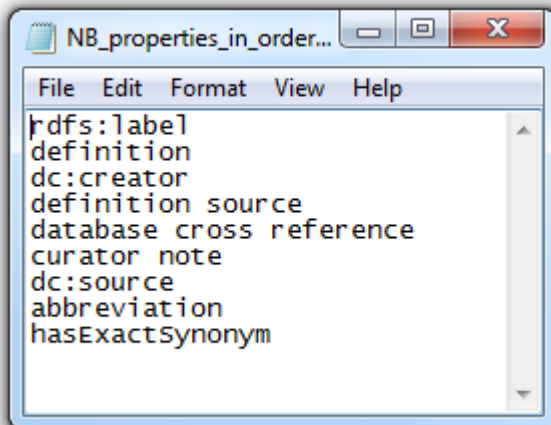 NB_properties_in_order...
File Edit Format View Help
rdfs:label
definition
dc:creator
definition source
database cross reference
curator note
dc:source
abbreviation
hasExactSynonym